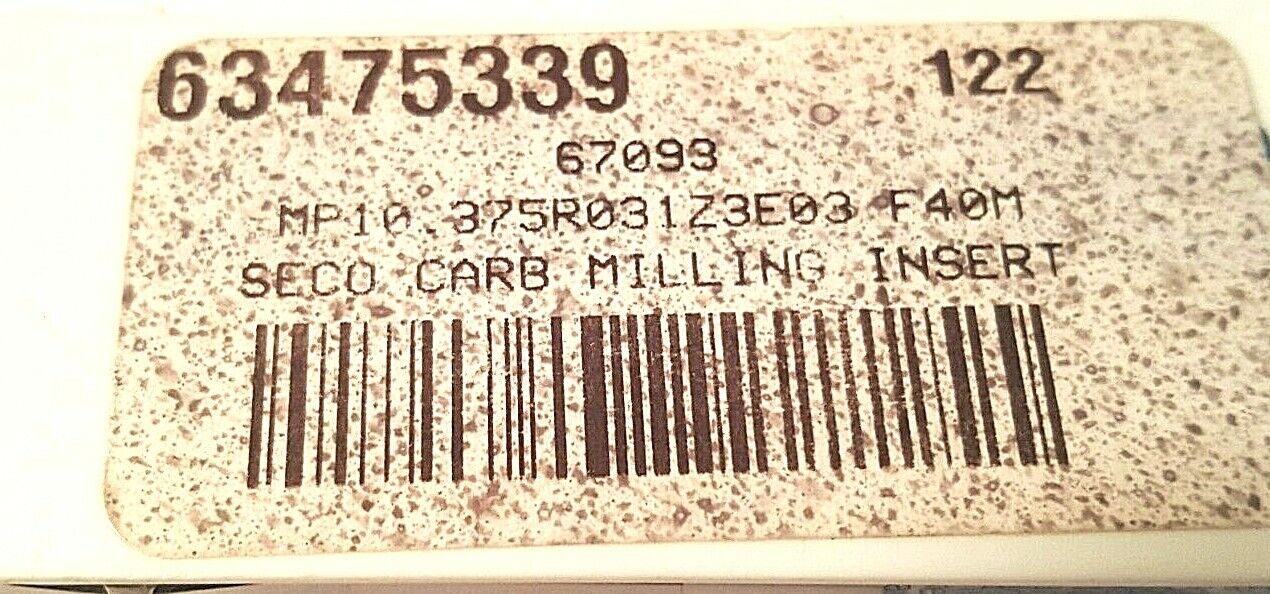 63475339 122
67093
MP10.375R031Z3E03 F40M
SECO CARB MILLING INSERT